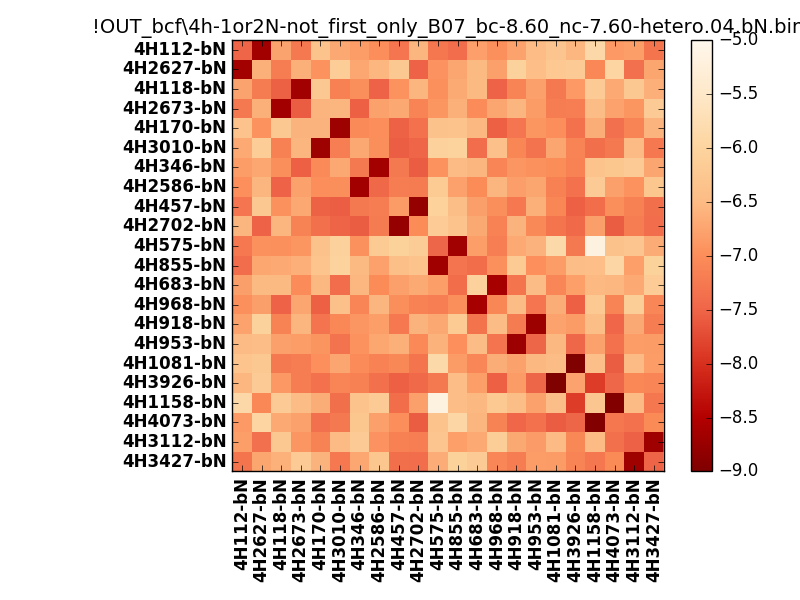 !OUT_bcf\4h-1or2N-not_first_only_B07_bc-8.60_nc-7.60-hetero.04.bN.bin
4H112-bN
4H2627-bN
4H118-bN
4H2673-bN
4H170-bN
4H3010-bN
4H346-bN
4H2586-bN
4H457-bN
4H2702-bN
4H575-bN
4H855-bN
4H683-bN
4H968-bN
4H918-bN
4H953-bN
4H1081-bN
4H3926-bN
4H1158-bN
4H4073-bN
4H3112-bN
4H3427-bN
4H112-bN
4H2627-bN
4H118-bN
4H2673-bN
4H170-bN
4H3010-bN
4H346-bN
4H2586-bN
4H457-bN
4H2702-bN
4H575-bN
4H855-bN
4H683-bN
4H968-bN
4H918-bN
4H953-bN
4H1081-bN
4H3926-bN
4H1158-bN
4H4073-bN
4H3112-bN
4H3427-bN
−5.0
−5.5
−6.0
−6.5
−7.0
−7.5
−8.0
−8.5
−9.0